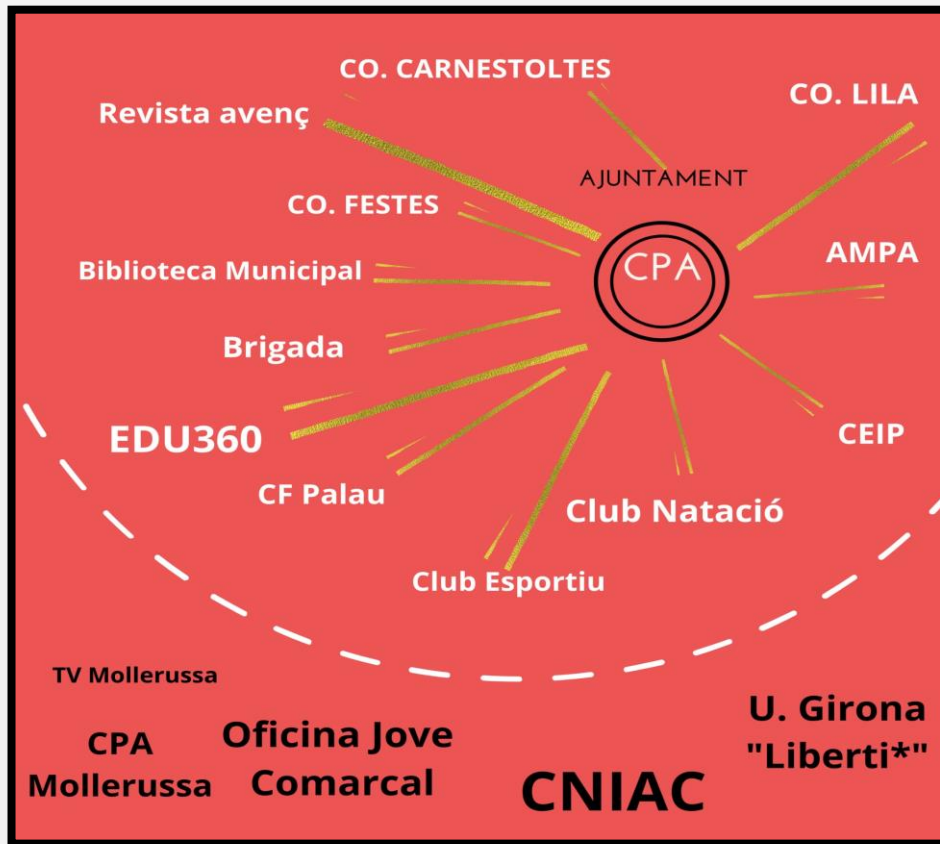 CO. CARNESTOLTES
CO. LILA
Revista avenç
AJUNTAMENT
CO. FESTES
CPA
AMPA
Biblioteca Municipal
Brigada
EDU360
CEIP
CF Palau
Club Natació
Club Esportiu
TV Mollerussa
CPA
Mollerussa
Oficina Jove
Comarcal
CNIAC
U. Girona
"Liberti*"